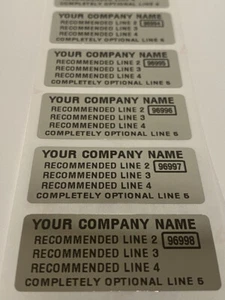 COMPLETELY OPTIONAL LINE 5
YOUR COMPANY NAME
RECOMMENDED LINE 2
RECOMMENDED LINE 3
RECOMMENDED LINE 4
COMPLETELY OPTIONAL LINE 5
YOUR COMPANY NAME
RECOMMENDED LINE 2 96995
RECOMMENDED LINE 3
RECOMMENDED LINE 4
COMPLETELY OPTIONAL LINE 5
YOUR COMPANY NAME
RECOMMENDED LINE 2 96996
RECOMMENDED LINE 3
RECOMMENDED LINE 4
COMPLETELY OPTIONAL LINE 5
YOUR COMPANY NAME
RECOMMENDED LINE 2 96997
RECOMMENDED LINE 3
RECOMMENDED LINE 4
COMPLETELY OPTIONAL LINE 5
YOUR COMPANY NAME
RECOMMENDED LINE 2 96998
RECOMMENDED LINE 3
RECOMMENDED LINE 4
COMPLETELY OPTIONAL LINE 5